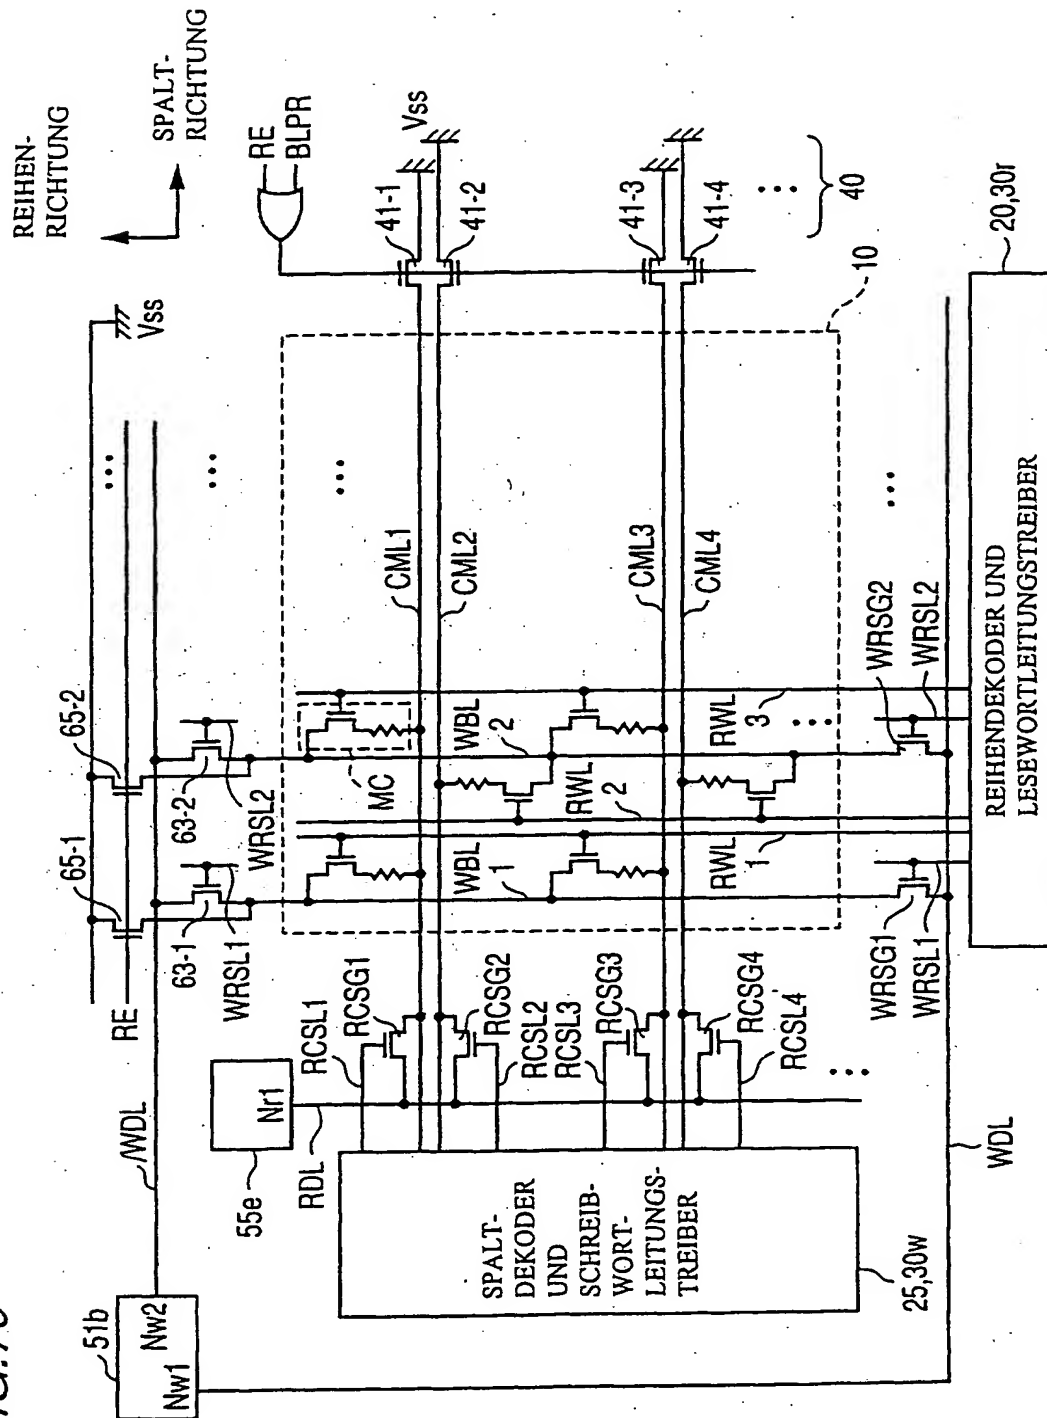 REIHEN-
RICHTUNG
SPALT-
RICHTUNG
RE
BLPR
Vss
41-1
41-2
41-3
41-4
40
20,30r
10
Vss
CML1
CML2
CML3
CML4
65-2
65-1
63-2
63-1
WRSL2
WRSL1
RE
MC
WBL
2
RWL
2
WBL
1
RWL
1
RWL
3
WRSG2
WRSL2
WRSG1
WRSL1
REIHENDEKODER UND
LESEWORTLEITUNGSTREIBER
/WDL
Nr1
55e
RDL
RCSL1
RCSG1
RCSG2
RCSL2
RCSL3
RCSG3
RCSG4
RCSL4
SPALT-
DEKODER
UND
SCHREIB-
WORT-
LEITUNGS-
TREIBER
25,30w
WDL
51b
Nw2
Nw1